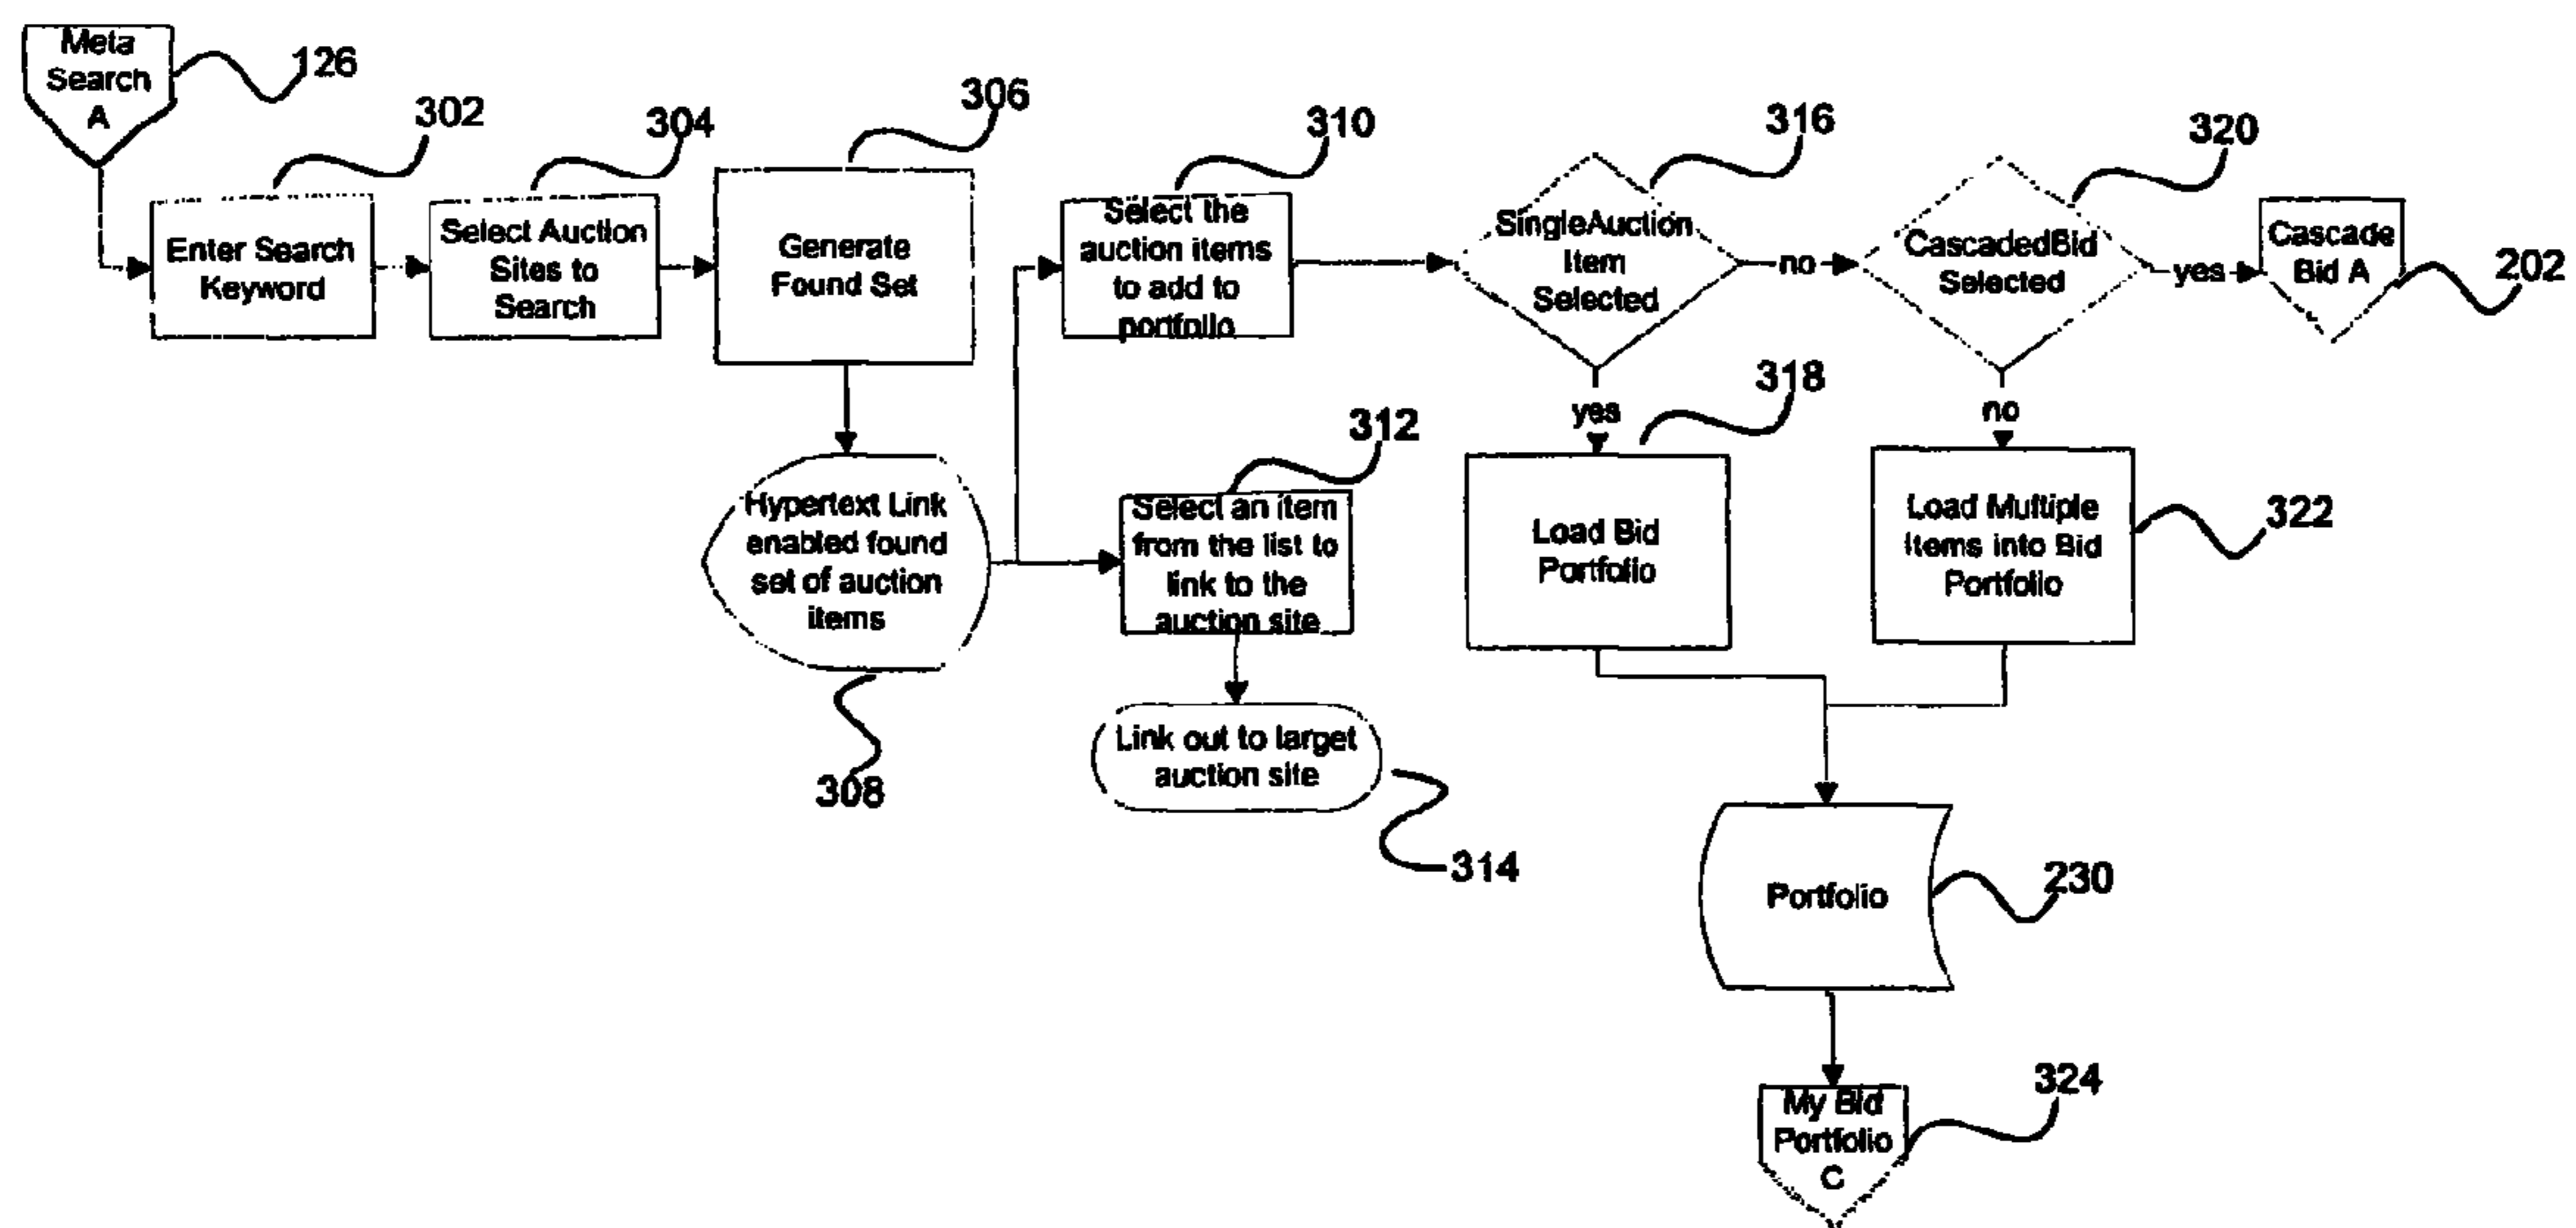 Meta
Search
A
126
302
304
306
310
316
320
202
Enter Search
Keyword
Select Auction
Sites to
Search
Generate
Found Set
Select the
auction items
to add to
portfolio
SingleAuction
Item
Selected
no
CascadedBid
Selected
yes
Cascade
Bid A
yes
318
no
312
Hypertext Link
enabled found
set of auction
items
308
Select an item
from the list to
link to the
auction site
Link out to target
auction site
314
Load Bid
Portfolio
Load Multiple
Items into Bid
Portfolio
322
Portfolio
230
My Bid
Portfolio
C
324